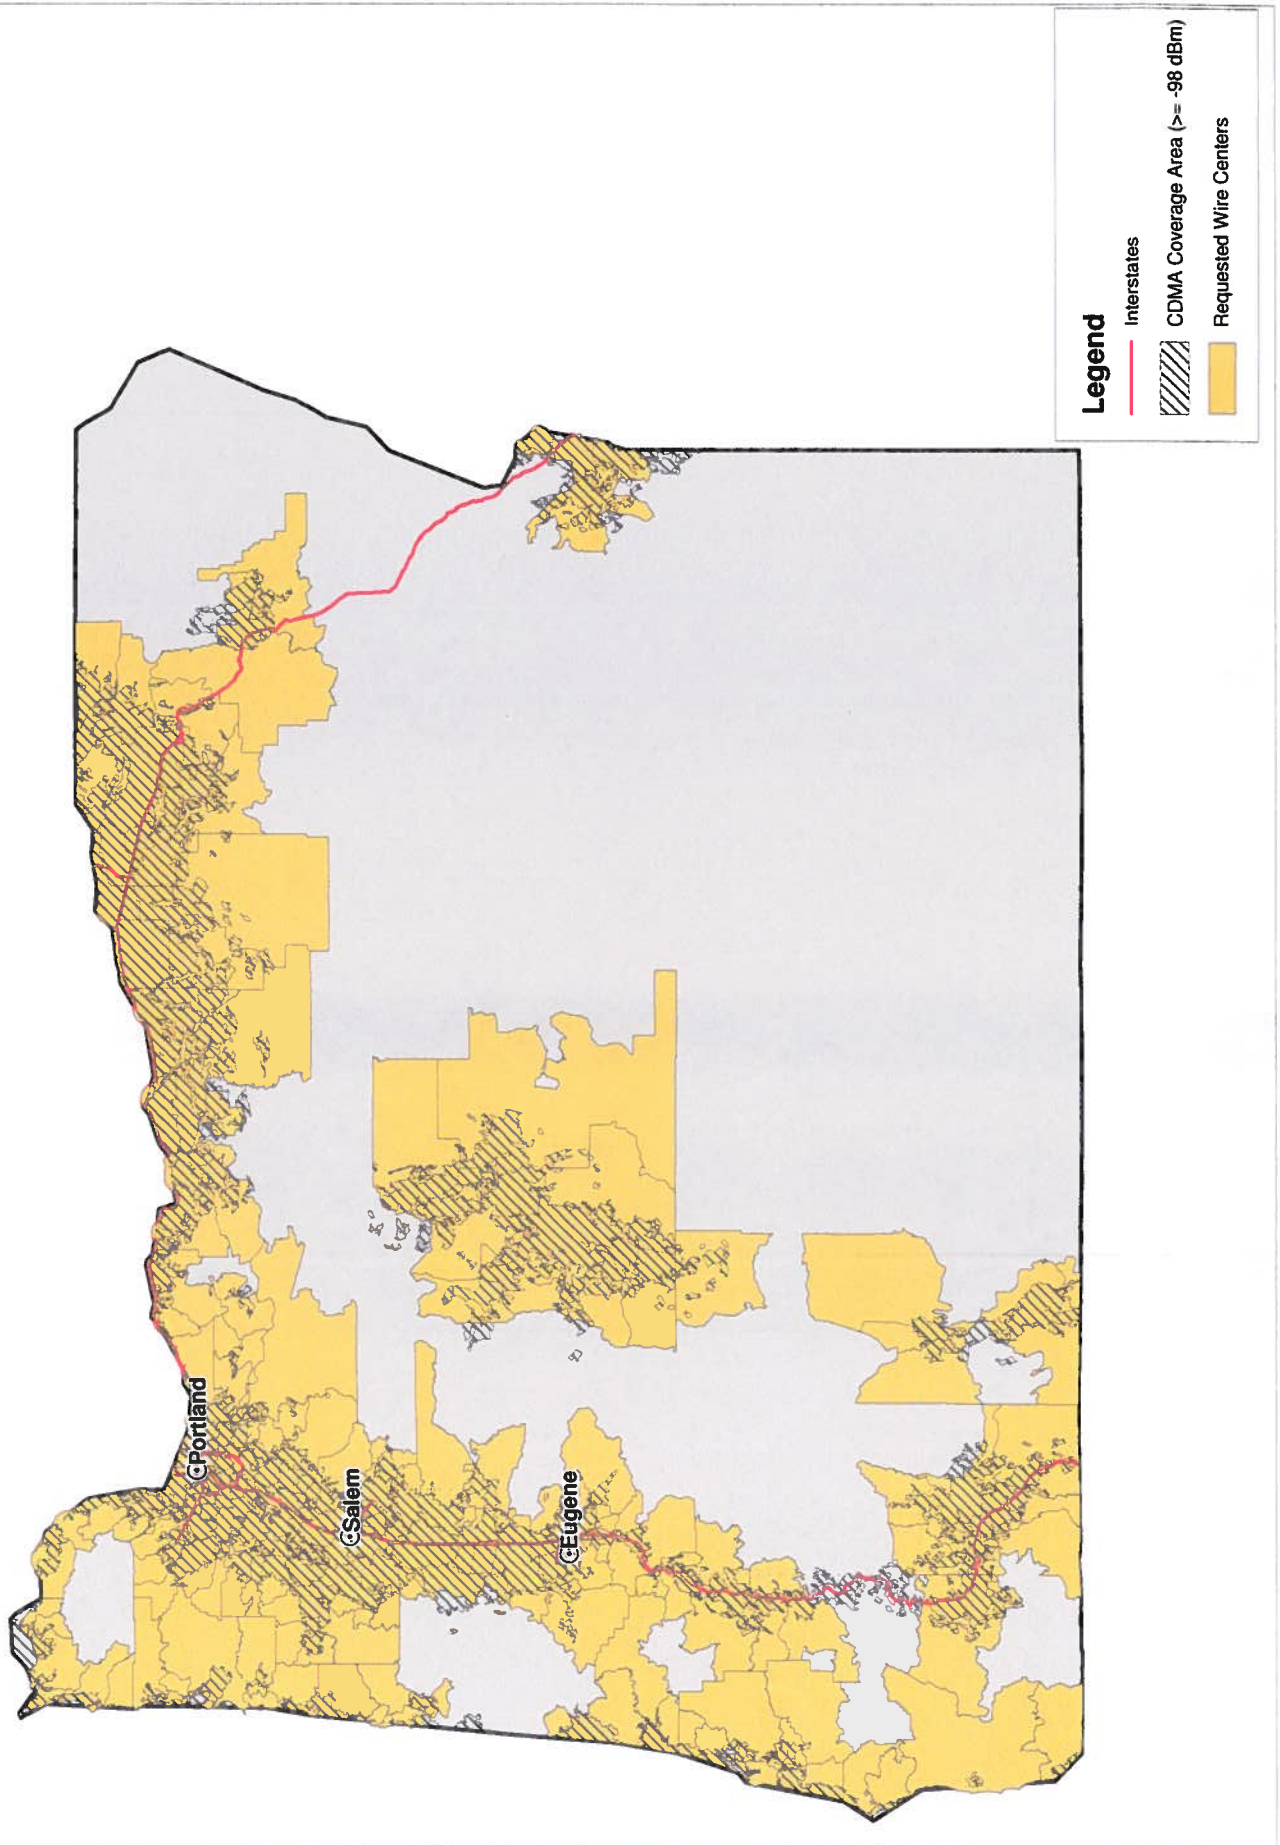 Portland
Salem
Eugene
Legend
Interstates
CDMA Coverage Area (>= -98 dBm)
Requested Wire Centers